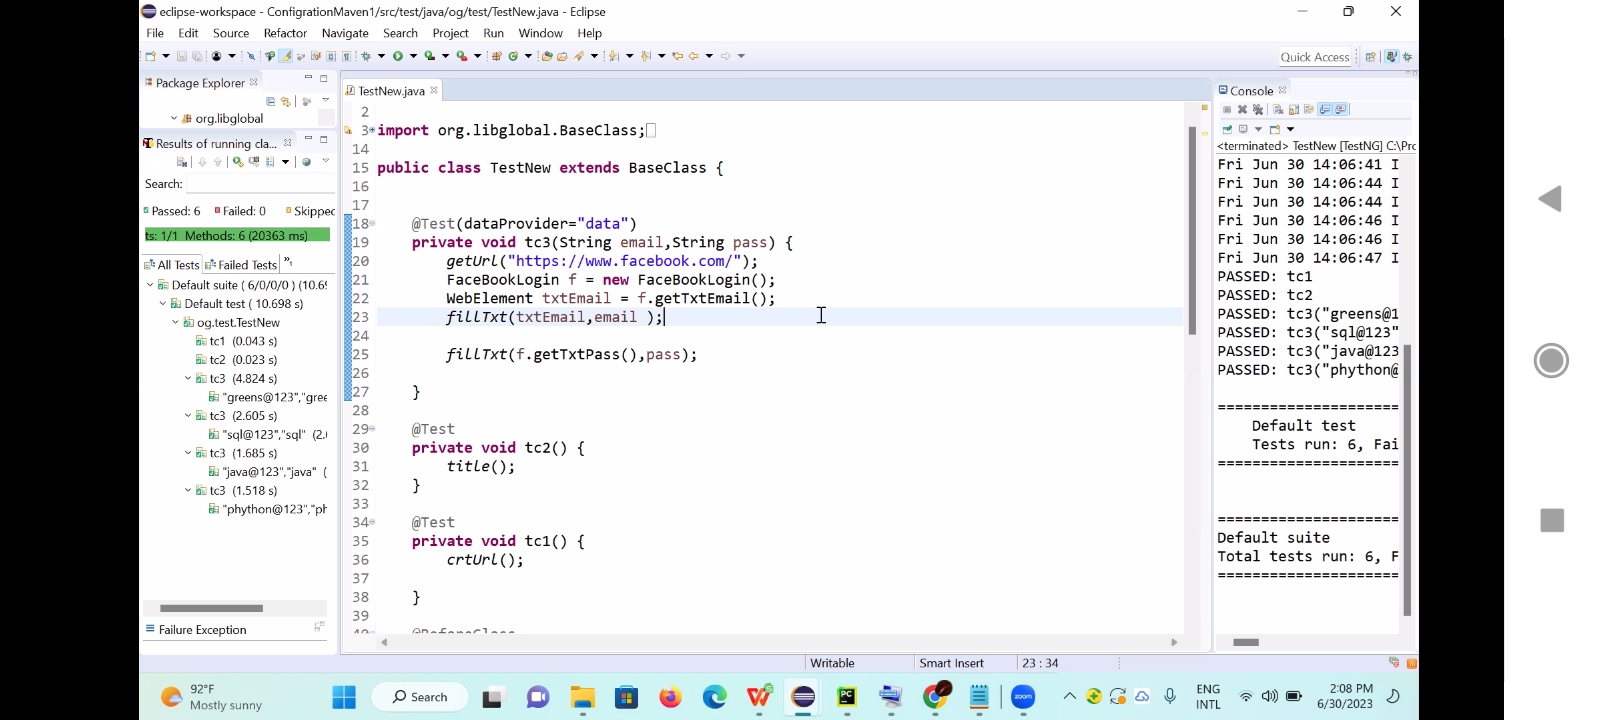 eclipse-workspace - ConfigrationMaven1/src/test/java/og/test/TestNew.java - Eclipse
File Edit Source Refactor Navigate Search Project Run Window Help
Quick Access
Package Explorer
org.libglobal
Results of running cla...
Search:
Passed: 6 Failed: 0 Skipped
ts: 1/1 Methods: 6 (20363 ms)
All Tests Failed Tests »1
Default suite ( 6/0/0/0 ) (10.69
Default test ( 10.698 s)
og.test.TestNew
tc1 (0.043 s)
tc2 (0.023 s)
tc3 (4.824 s)
"greens@123","gree
tc3 (2.605 s)
"sql@123","sql" (2.
tc3 (1.685 s)
"java@123","java" (
tc3 (1.518 s)
"phython@123","ph
Failure Exception
TestNew.java
2
3 import org.libglobal.BaseClass;
14
15 public class TestNew extends BaseClass {
16
17
18 @Test(dataProvider="data")
19 private void tc3(String email,String pass) {
20 getUrl("https://www.facebook.com/");
21 FaceBookLogin f = new FaceBookLogin();
22 WebElement txtEmail = f.getTxtEmail();
23 fillTxt(txtEmail,email );
24
25 fillTxt(f.getTxtPass(),pass);
26
27 }
28
29 @Test
30 private void tc2() {
31 title();
32 }
33
34 @Test
35 private void tc1() {
36 crtUrl();
37
38 }
39
40 @BeforeClass
Console
<terminated> TestNew [TestNG] C:\Pro
Fri Jun 30 14:06:41 I
Fri Jun 30 14:06:44 I
Fri Jun 30 14:06:44 I
Fri Jun 30 14:06:46 I
Fri Jun 30 14:06:46 I
Fri Jun 30 14:06:47 I
PASSED: tc1
PASSED: tc2
PASSED: tc3("greens@1
PASSED: tc3("sql@123"
PASSED: tc3("java@123
PASSED: tc3("phython@
===============================
Default test
Tests run: 6, Fai
===============================
===============================
Default suite
Total tests run: 6, F
===============================
Writable Smart Insert 23 : 34
92°F
Mostly sunny
Search
PC
zoom
ENG
INTL
2:08 PM
6/30/2023